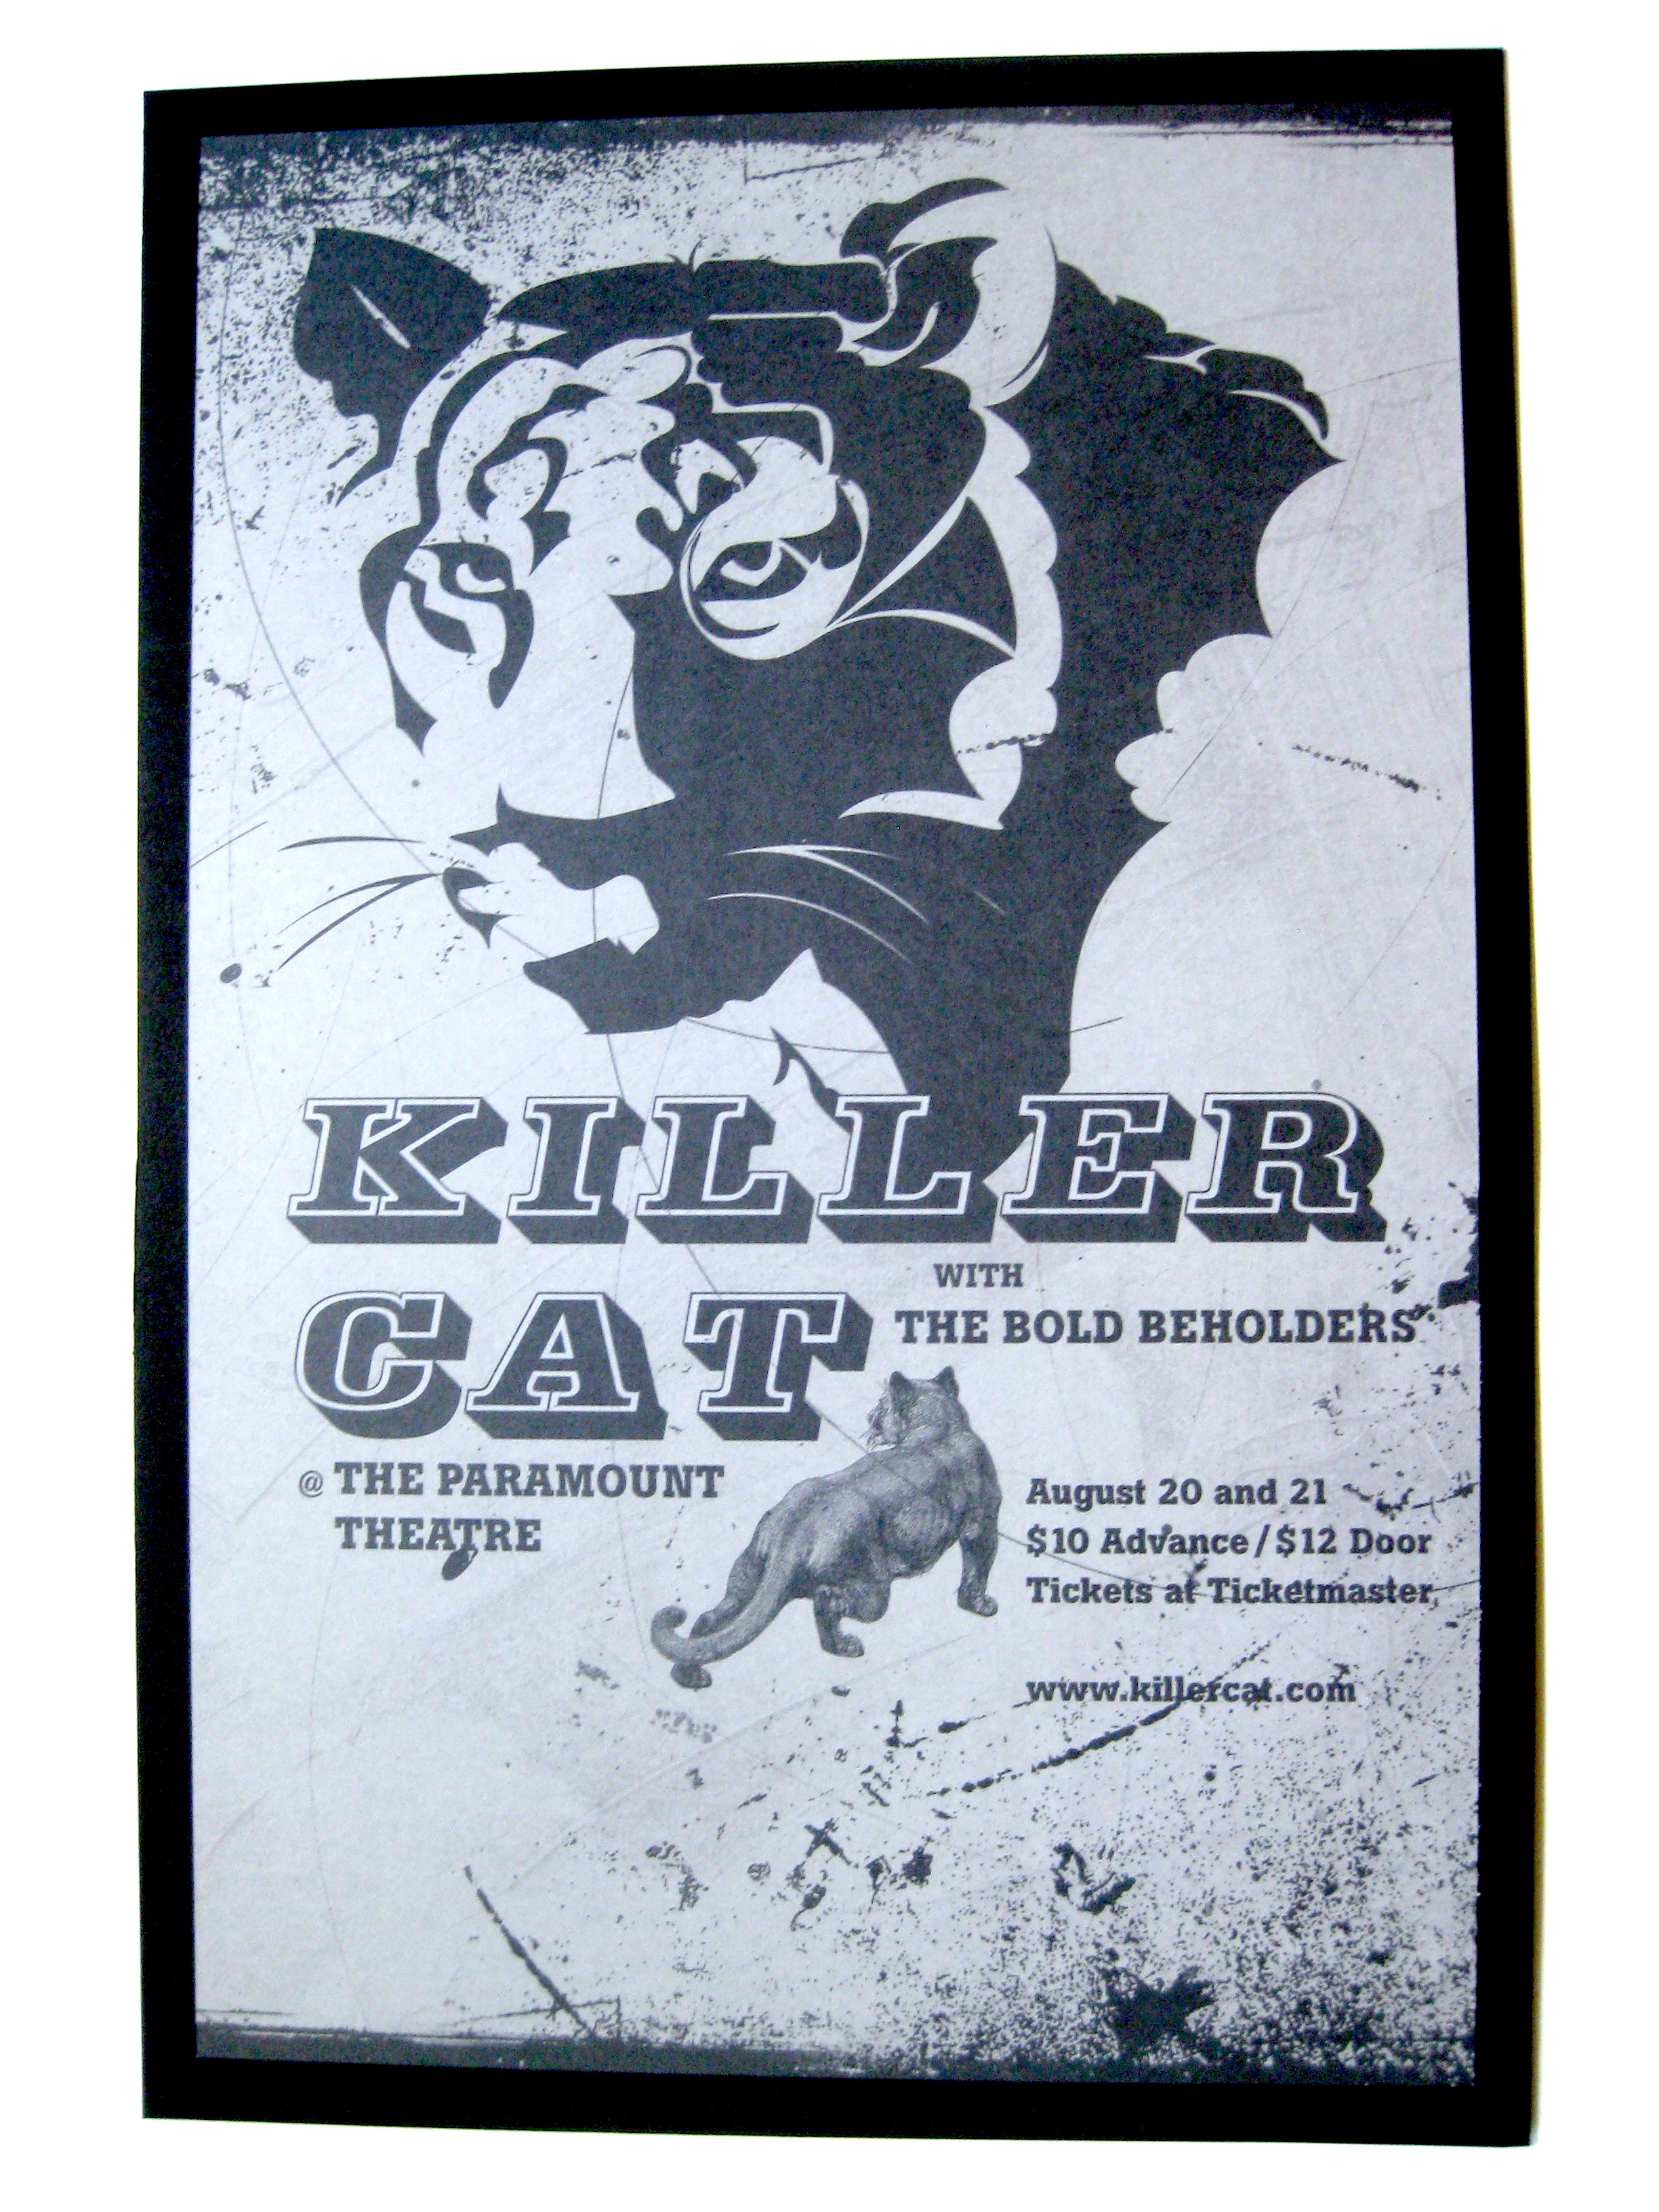 KILLER
CAT
WITH
THE BOLD BEHOLDERS
@ THE PARAMOUNT
THEATRE
August 20 and 21
$10 Advance / $12 Door
Tickets at Ticketmaster
www.killercat.com